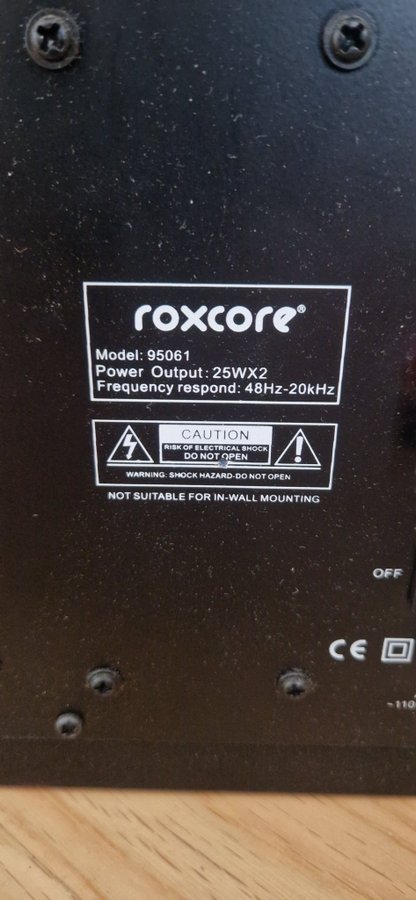 roxcore®
Model: 95061
Power Output: 25WX2
Frequency respond: 48Hz-20kHz
CAUTION
RISK OF ELECTRICAL SHOCK
DO NOT OPEN
WARNING: SHOCK HAZARD-DO NOT OPEN
NOT SUITABLE FOR IN-WALL MOUNTING
OFF
CE
~110